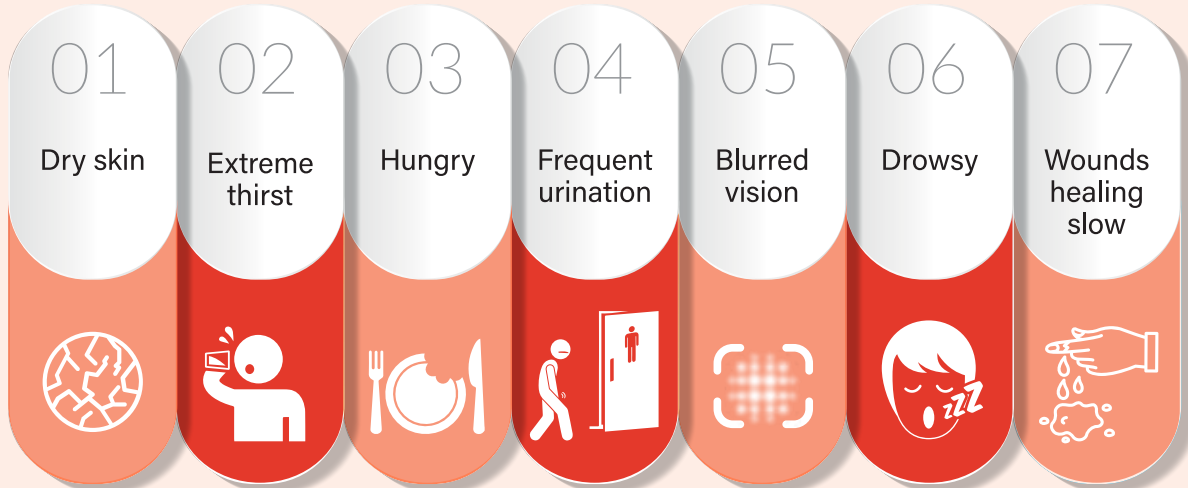 01
Dry skin
02
Extreme
thirst
03
Hungry
04
Frequent
urination
05
Blurred
vision
06
Drowsy
zZZ
07
Wounds
healing
slow